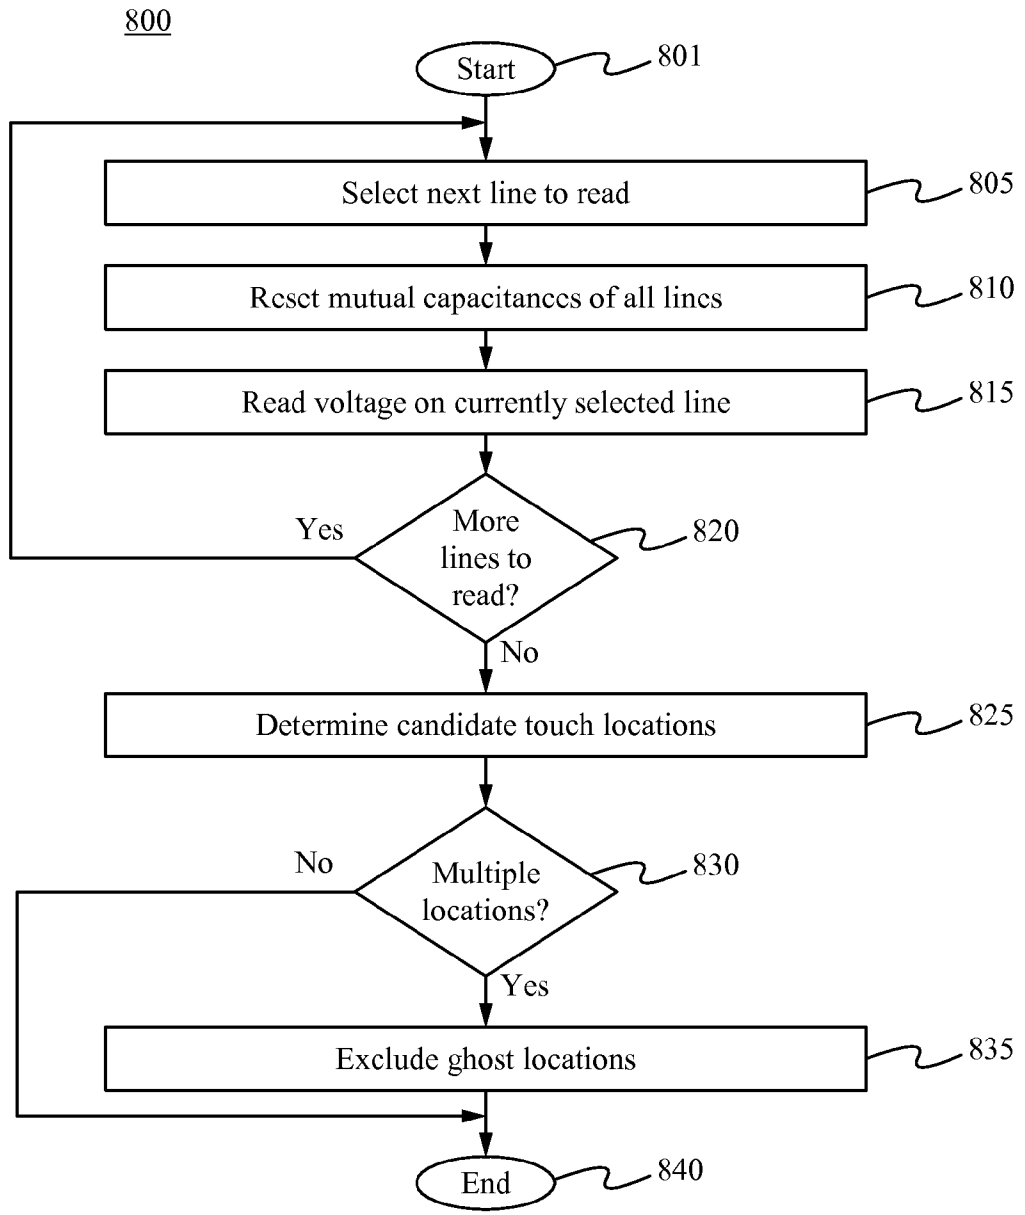 800
Start
801
Select next line to read
805
Reset mutual capacitances of all lines
810
Read voltage on currently selected line
815
Yes
More
lines to
read?
820
No
Determine candidate touch locations
825
No
Multiple
locations?
830
Yes
Exclude ghost locations
835
End
840